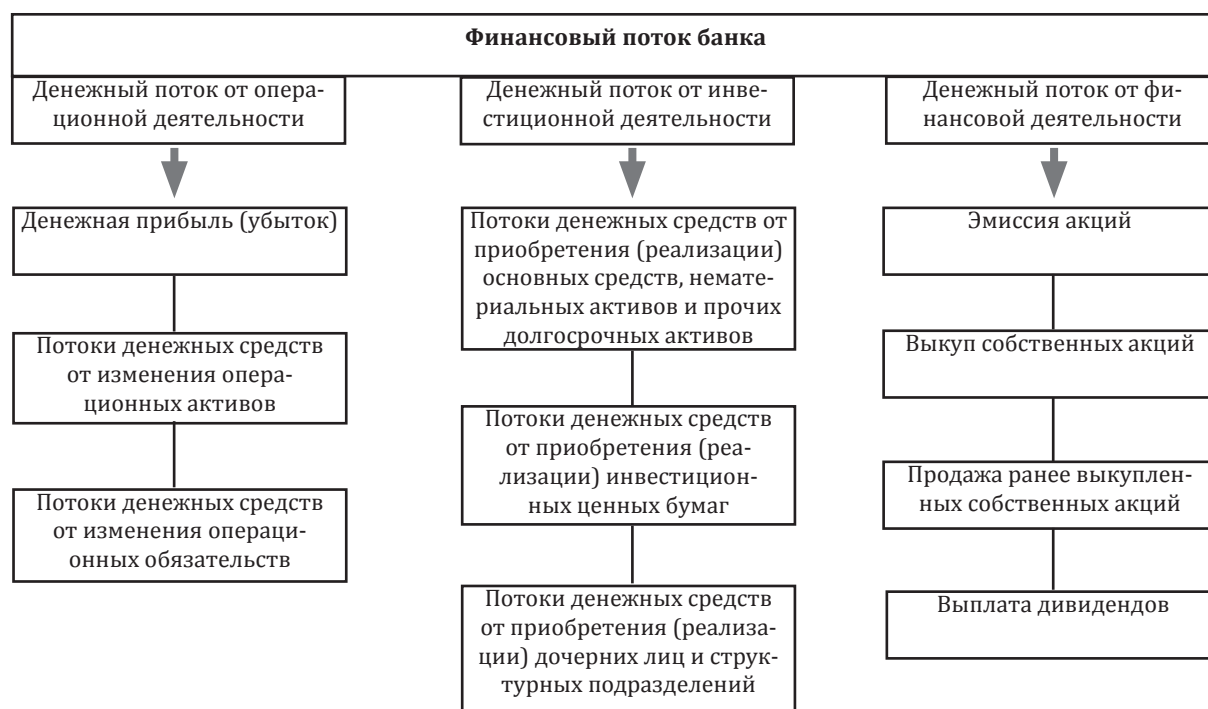 Финансовый поток банка
Денежный поток от опера-
ционной деятельности
Денежный поток от инве-
стиционной деятельности
Денежный поток от фи-
нансовой деятельности
Денежная прибыль (убыток)
Потоки денежных средств
от изменения опера-
ционных активов
Потоки денежных средств
от изменения операци-
онных обязательств
Потоки денежных средств от
приобретения (реализации)
основных средств, немате-
риальных активов и прочих
долгосрочных активов
Потоки денежных средств
от приобретения (реа-
лизации) инвестицион-
ных ценных бумаг
Потоки денежных средств
от приобретения (реализа-
ции) дочерних лиц и струк-
турных подразделений
Эмиссия акций
Выкуп собственных акций
Продажа ранее выкуплен-
ных собственных акций
Выплата дивидендов